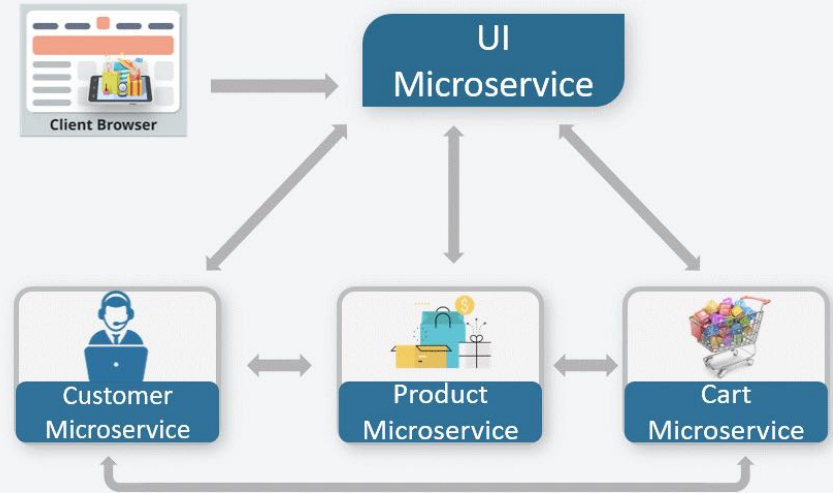 UI
Microservice
Client Browser
Customer
Microservice
Product
Microservice
Cart
Microservice